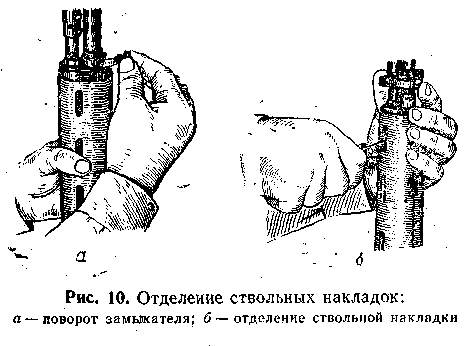 а
б
Рис. 10. Отделение ствольных накладок:
а — поворот замыкателя; б — отделение ствольной накладки